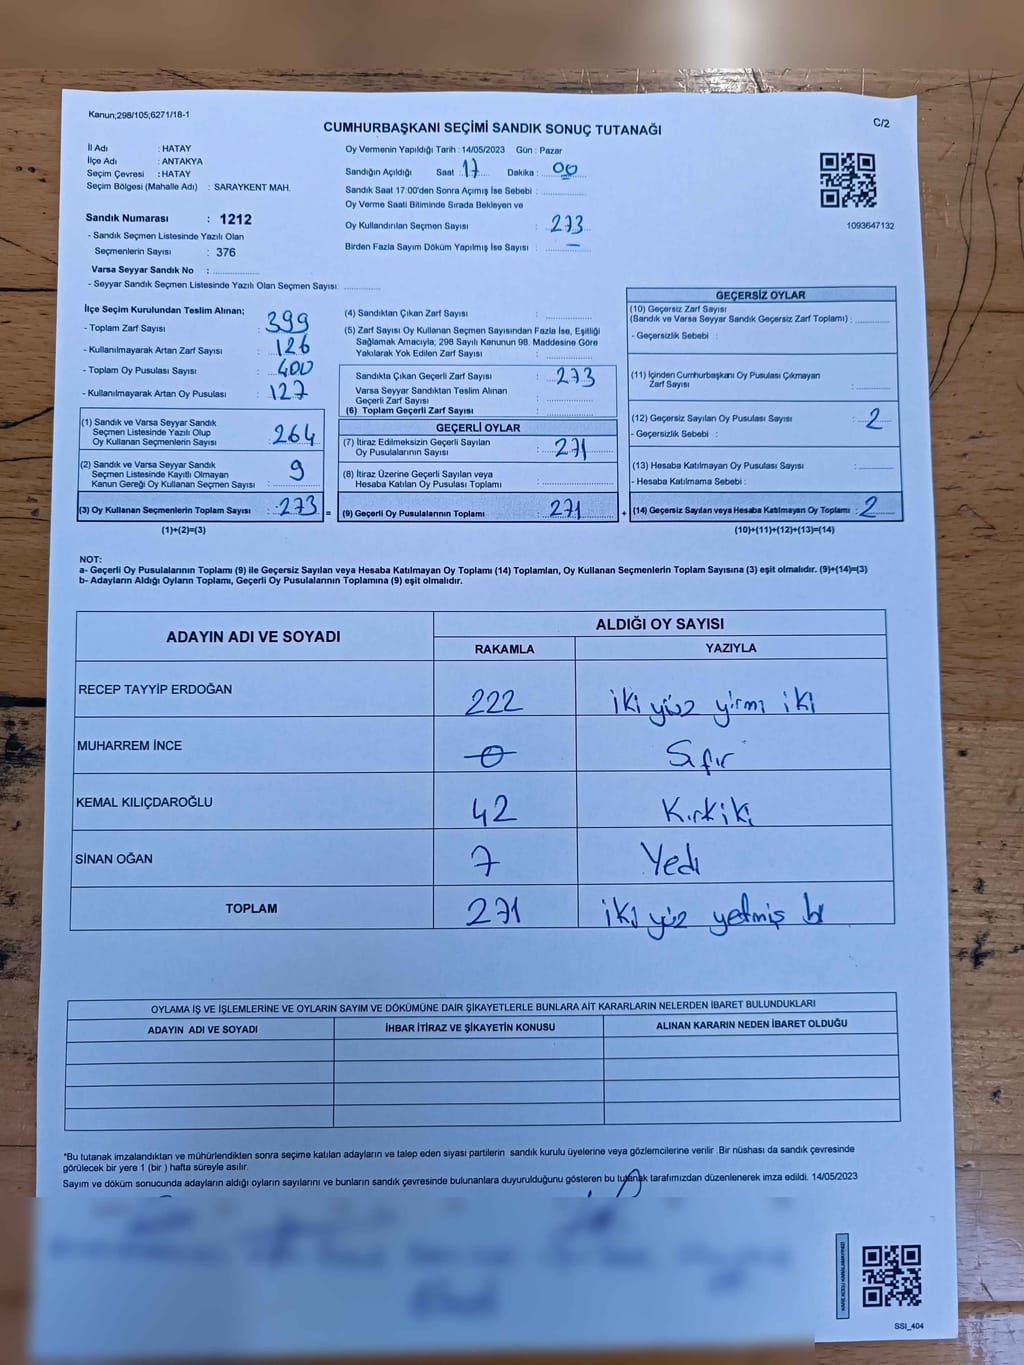 Kanun;298/105;6271/18-1
C/2
CUMHURBAŞKANI SEÇİMİ SANDIK SONUÇ TUTANAĞI
İl Adı : HATAY
İlçe Adı : ANTAKYA
Seçim Çevresi : HATAY
Seçim Bölgesi (Mahalle Adı) : SARAYKENT MAH.
Sandık Numarası : 1212
- Sandık Seçmen Listesinde Yazılı Olan
Seçmenlerin Sayısı : 376
Varsa Seyyar Sandık No :
- Seyyar Sandık Seçmen Listesinde Yazılı Olan Seçmen Sayısı:
Oy Vermenin Yapıldığı Tarih : 14/05/2023 Gün : Pazar
Sandığın Açıldığı Saat : 17 Dakika : 00
Sandık Saat 17:00'den Sonra Açımış İse Sebebi :
Oy Verme Saati Bitiminde Sırada Bekleyen ve
Oy Kullandırılan Seçmen Sayısı : 273
Birden Fazla Sayım Döküm Yapılmış İse Sayısı : —
1093647132
İlçe Seçim Kurulundan Teslim Alınan;
- Toplam Zarf Sayısı : 399
- Kullanılmayarak Artan Zarf Sayısı : 126
- Toplam Oy Pusulası Sayısı : 400
- Kullanılmayarak Artan Oy Pusulası : 127
(1) Sandık ve Varsa Seyyar Sandık
Seçmen Listesinde Yazılı Olup
Oy Kullanan Seçmenlerin Sayısı : 264
(2) Sandık ve Varsa Seyyar Sandık
Seçmen Listesinde Kayıtlı Olmayan
Kanun Gereği Oy Kullanan Seçmen Sayısı : 9
(3) Oy Kullanan Seçmenlerin Toplam Sayısı : 273
(1)+(2)=(3)
=
(4) Sandıktan Çıkan Zarf Sayısı :
(5) Zarf Sayısı Oy Kullanan Seçmen Sayısından Fazla İse, Eşitliği
Sağlamak Amacıyla; 298 Sayılı Kanunun 98. Maddesine Göre
Yakılarak Yok Edilen Zarf Sayısı :
Sandıkta Çıkan Geçerli Zarf Sayısı : 273
Varsa Seyyar Sandıktan Teslim Alınan
Geçerli Zarf Sayısı :
(6) Toplam Geçerli Zarf Sayısı :
GEÇERLİ OYLAR
(7) İtiraz Edilmeksizin Geçerli Sayılan
Oy Pusulalarının Sayısı : 271
(8) İtiraz Üzerine Geçerli Sayılan veya
Hesaba Katılan Oy Pusulası Toplamı :
(9) Geçerli Oy Pusulalarının Toplamı : 271
+
GEÇERSİZ OYLAR
(10) Geçersiz Zarf Sayısı
(Sandık ve Varsa Seyyar Sandık Geçersiz Zarf Toplamı) :
- Geçersizlik Sebebi :
(11) İçinden Cumhurbaşkanı Oy Pusulası Çıkmayan
Zarf Sayısı :
(12) Geçersiz Sayılan Oy Pusulası Sayısı : 2
- Geçersizlik Sebebi :
(13) Hesaba Katılmayan Oy Pusulası Sayısı :
- Hesaba Katılmama Sebebi :
(14) Geçersiz Sayılan veya Hesaba Katılmayan Oy Toplamı : 2
(10)+(11)+(12)+(13)=(14)
NOT:
a- Geçerli Oy Pusulalarının Toplamı (9) ile Geçersiz Sayılan veya Hesaba Katılmayan Oy Toplamı (14) Toplamları, Oy Kullanan Seçmenlerin Toplam Sayısına (3) eşit olmalıdır. (9)+(14)=(3)
b- Adayların Aldığı Oyların Toplamı, Geçerli Oy Pusulalarının Toplamına (9) eşit olmalıdır.
ADAYIN ADI VE SOYADI ALDIĞI OY SAYISI
RAKAMLA YAZIYLA
RECEP TAYYİP ERDOĞAN 222 iki yüz yirmi iki
MUHARREM İNCE 0 Sıfır
KEMAL KILIÇDAROĞLU 42 Kırkiki
SİNAN OĞAN 7 Yedi
TOPLAM 271 iki yüz yetmiş bir
OYLAMA İŞ VE İŞLEMLERİNE VE OYLARIN SAYIM VE DÖKÜMÜNE DAİR ŞİKAYETLERLE BUNLARA AİT KARARLARIN NELERDEN İBARET BULUNDUKLARI
ADAYIN ADI VE SOYADI İHBAR İTİRAZ VE ŞİKAYETİN KONUSU ALINAN KARARIN NEDEN İBARET OLDUĞU
*Bu tutanak imzalandıktan ve mühürlendikten sonra seçime katılan adayların ve talep eden siyasi partilerin sandık kurulu üyelerine veya gözlemcilerine verilir .Bir nüshası da sandık çevresinde
görülecek bir yere 1 (bir ) hafta süreyle asılır.
Sayım ve döküm sonucunda adayların aldığı oyların sayılarını ve bunların sandık çevresinde bulunanlara duyurulduğunu gösteren bu tutanak tarafımızdan düzenlenerek imza edildi. 14/05/2023
KAREKODU KARALAMAYINIZ!
SSI_404